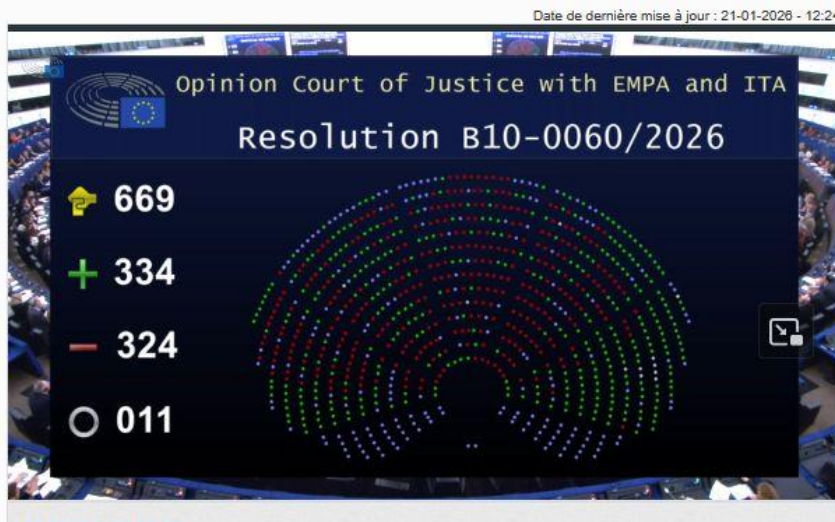 Date de dernière mise à jour : 21-01-2026 - 12:24
Opinion Court of Justice with EMPA and ITA
Resolution B10-0060/2026
669
+ 334
- 324
011